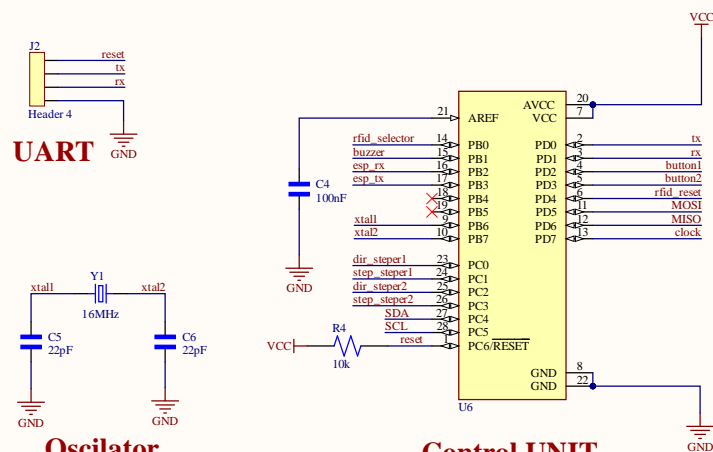 J2
reset
tx
rx
Header 4
GND
UART
xtal1
Y1
xtal2
16MHz
C5
22pF
C6
22pF
GND
GND
Oscilator
VCC
C4
100nF
GND
21 AREF
rfid_selector 14 PB0
buzzer 15 PB1
esp_rx 16 PB2
esp_tx 17 PB3
18 PB4
19 PB5
xtal1 9 PB6
xtal2 10 PB7
dir_steper1 23 PC0
step_steper1 24 PC1
dir_steper2 25 PC2
step_steper2 26 PC3
SDA 27 PC4
SCL 28 PC5
reset 1 PC6/RESET
VCC
R4
10k
AVCC 20
VCC 7
PD0 2 tx
PD1 3 rx
PD2 4 button1
PD3 5 button2
PD4 6 rfid_reset
PD5 11 MOSI
PD6 12 MISO
PD7 13 clock
GND 8
GND 22
U6
GND
Control UNIT